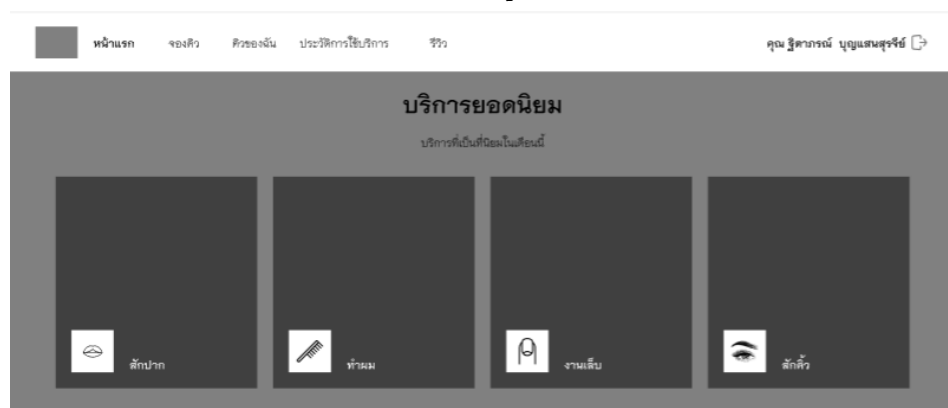 หน้าแรก จองคิว คิวของฉัน ประวัติการใช้บริการ รีวิว คุณ ฐิตาภรณ์ บุญแสนสุรจีย์
บริการยอดนิยม
บริการที่เป็นที่นิยมในเดือนนี้
สักปาก ทำผม งานเล็บ สักคิ้ว